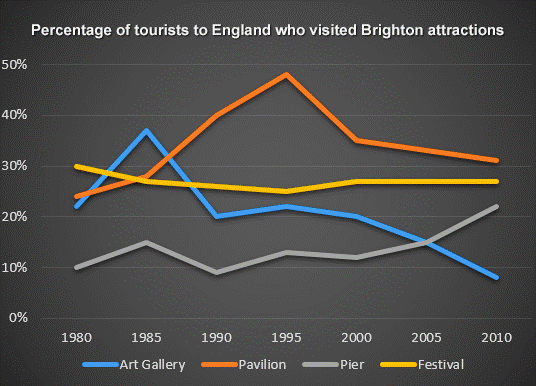 Percentage of tourists to England who visited Brighton attractions
50%
40%
30%
20%
10%
0%
1980 1985 1990 1995 2000 2005 2010
Art Gallery Pavilion Pier Festival